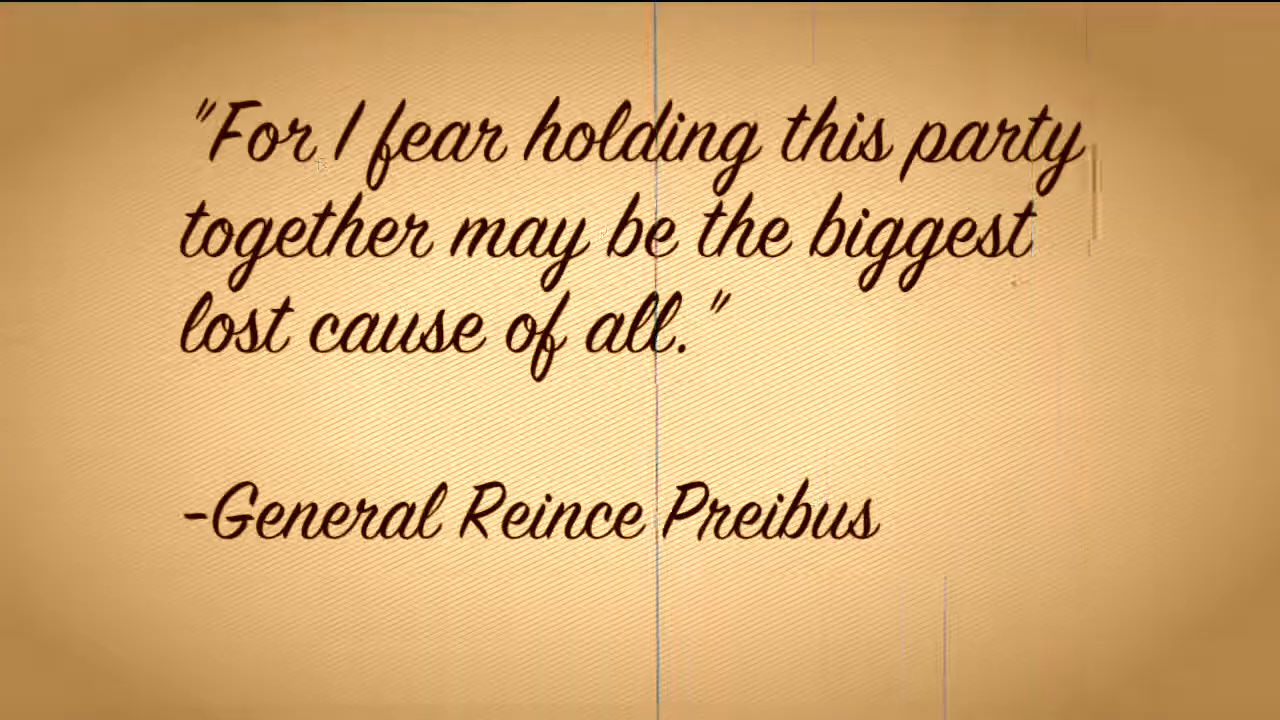 "For I fear holding this party
together may be the biggest
lost cause of all."
-General Reince Preibus